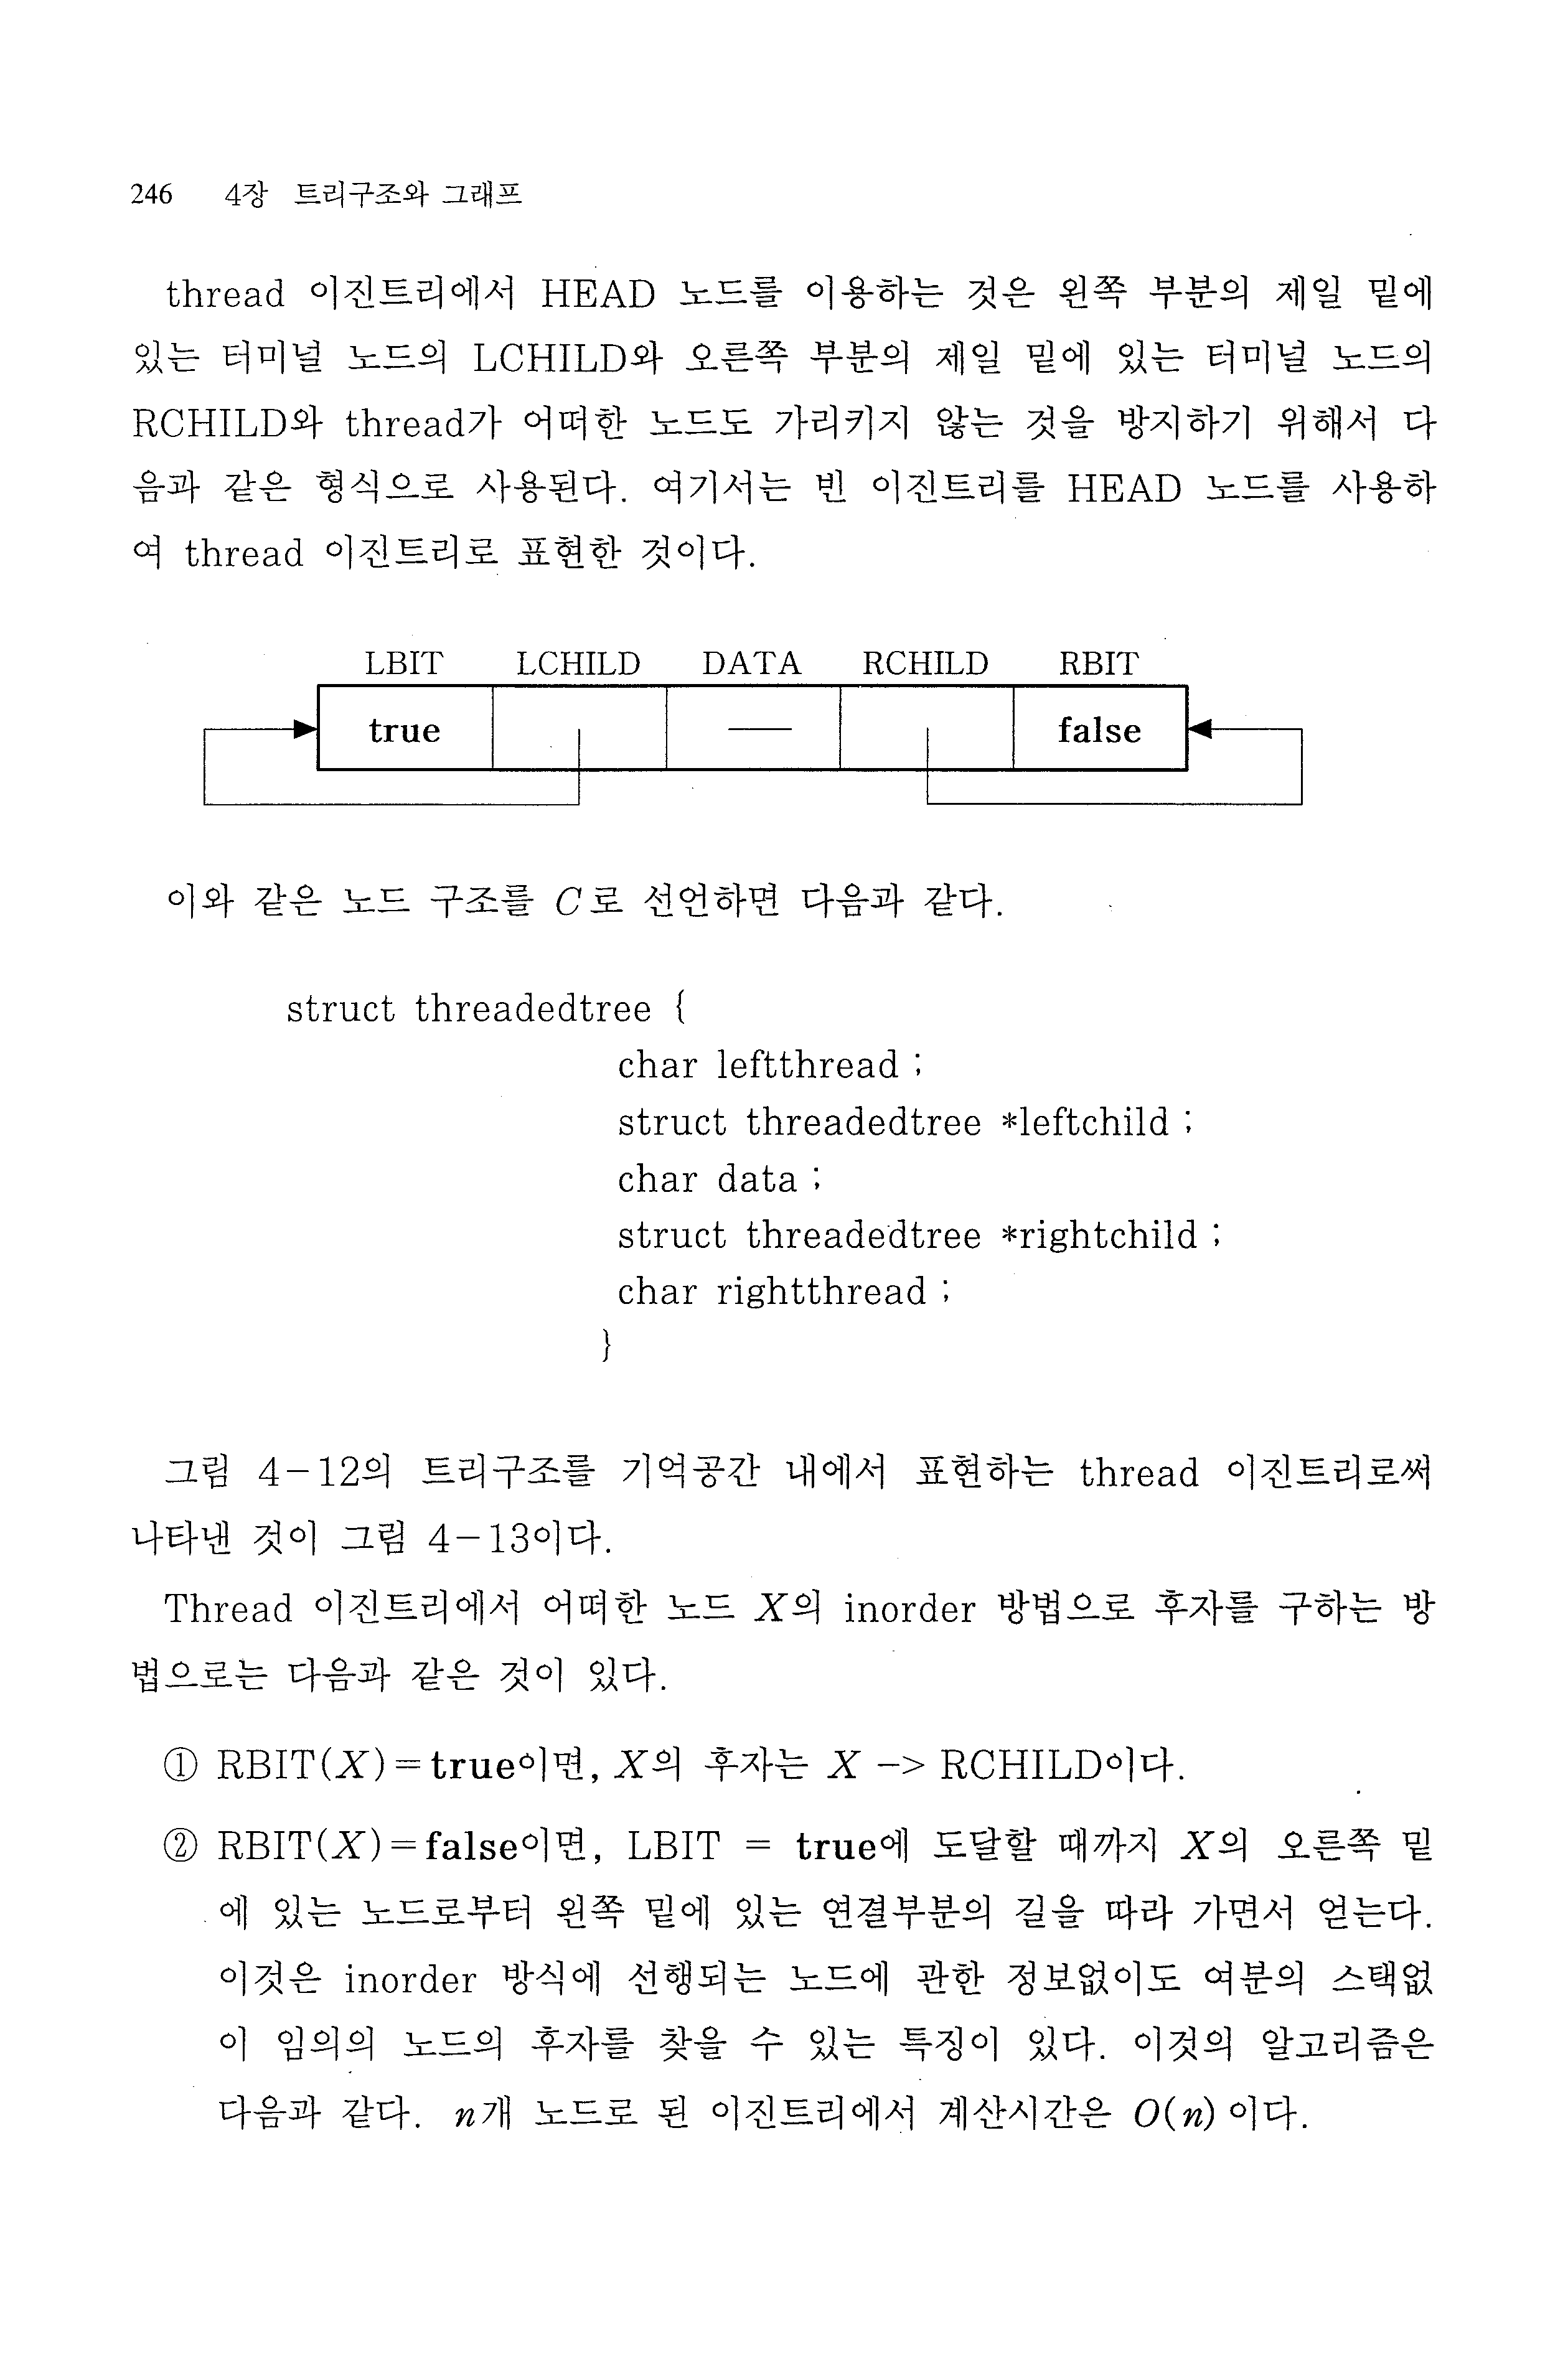 246 4장 트리구조와 그래프
thread 이진트리에서 HEAD 노드를 이용하는 것은 왼쪽 부분의 제일 밑에
있는 터미널 노드의 LCHILD와 오른쪽 부분의 제일 밑에 있는 터미널 노드의
RCHILD와 thread가 어떠한 노드도 가리키지 않는 것을 방지하기 위해서 다
음과 같은 형식으로 사용된다. 여기서는 빈 이진트리를 HEAD 노드를 사용하
여 thread 이진트리로 표현한 것이다.
LBIT LCHILD DATA RCHILD RBIT
true — false
이와 같은 노드 구조를 C로 선언하면 다음과 같다.
struct threadedtree {
char leftthread ;
struct threadedtree *leftchild ;
char data ;
struct threadedtree *rightchild ;
char rightthread ;
}
그림 4-12의 트리구조를 기억공간 내에서 표현하는 thread 이진트리로써
나타낸 것이 그림 4-13이다.
Thread 이진트리에서 어떠한 노드 X의 inorder 방법으로 후자를 구하는 방
법으로는 다음과 같은 것이 있다.
① RBIT(X)=true이면, X의 후자는 X -> RCHILD이다.
② RBIT(X)=false이면, LBIT = true에 도달할 때까지 X의 오른쪽 밑
에 있는 노드로부터 왼쪽 밑에 있는 연결부분의 길을 따라 가면서 얻는다.
이것은 inorder 방식에 선행되는 노드에 관한 정보없이도 여분의 스택없
이 임의의 노드의 후자를 찾을 수 있는 특징이 있다. 이것의 알고리즘은
다음과 같다. n개 노드로 된 이진트리에서 계산시간은 O(n)이다.